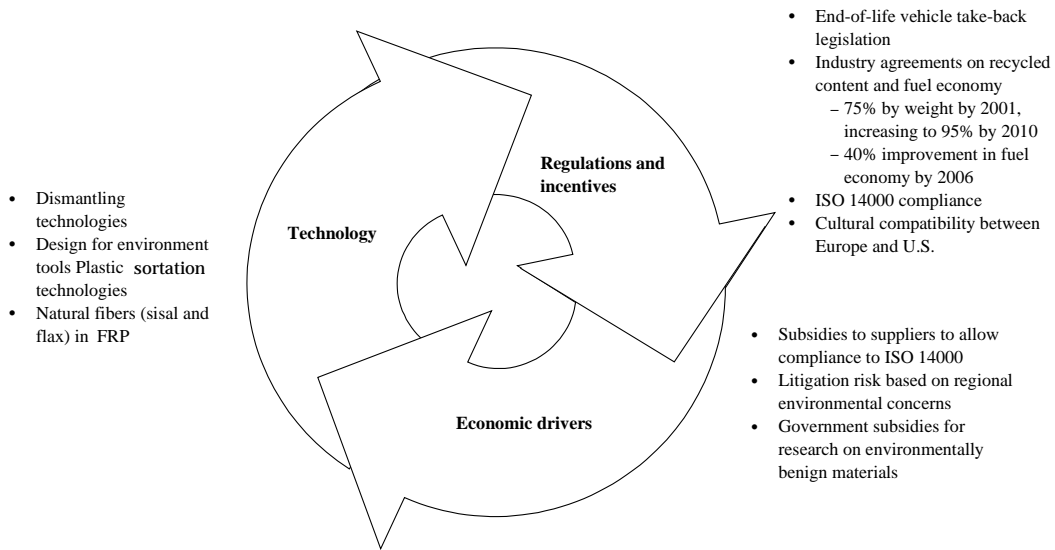 • End-of-life vehicle take-back
legislation
• Industry agreements on recycled
content and fuel economy
– 75% by weight by 2001,
increasing to 95% by 2010
– 40% improvement in fuel
economy by 2006
• ISO 14000 compliance
• Cultural compatibility between
Europe and U.S.
Regulations and
incentives
Technology
• Dismantling
technologies
• Design for environment
tools Plastic sortation
technologies
• Natural fibers (sisal and
flax) in FRP
Economic drivers
• Subsidies to suppliers to allow
compliance to ISO 14000
• Litigation risk based on regional
environmental concerns
• Government subsidies for
research on environmentally
benign materials